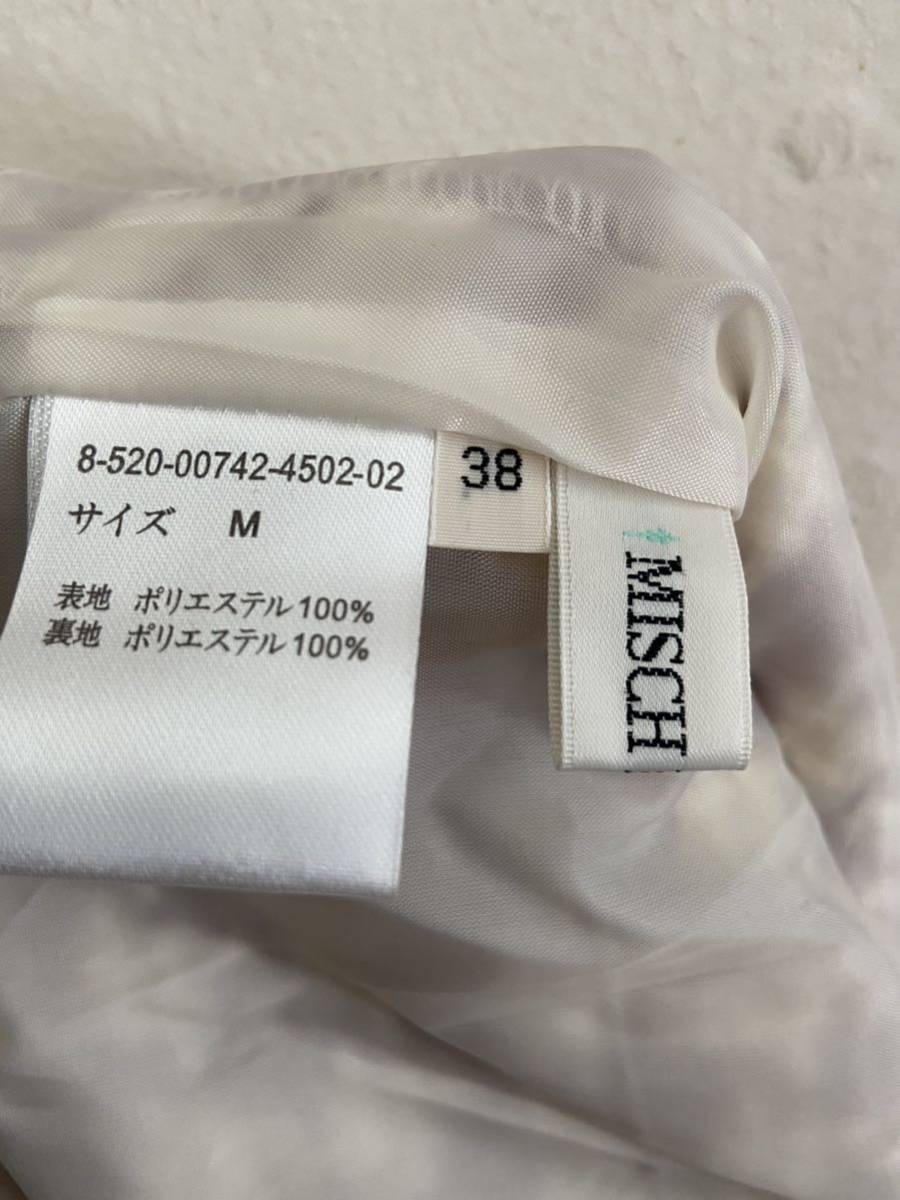 8-520-00742-4502-02
サイズ M
表地 ポリエステル100%
裏地 ポリエステル100%
38
MISCH